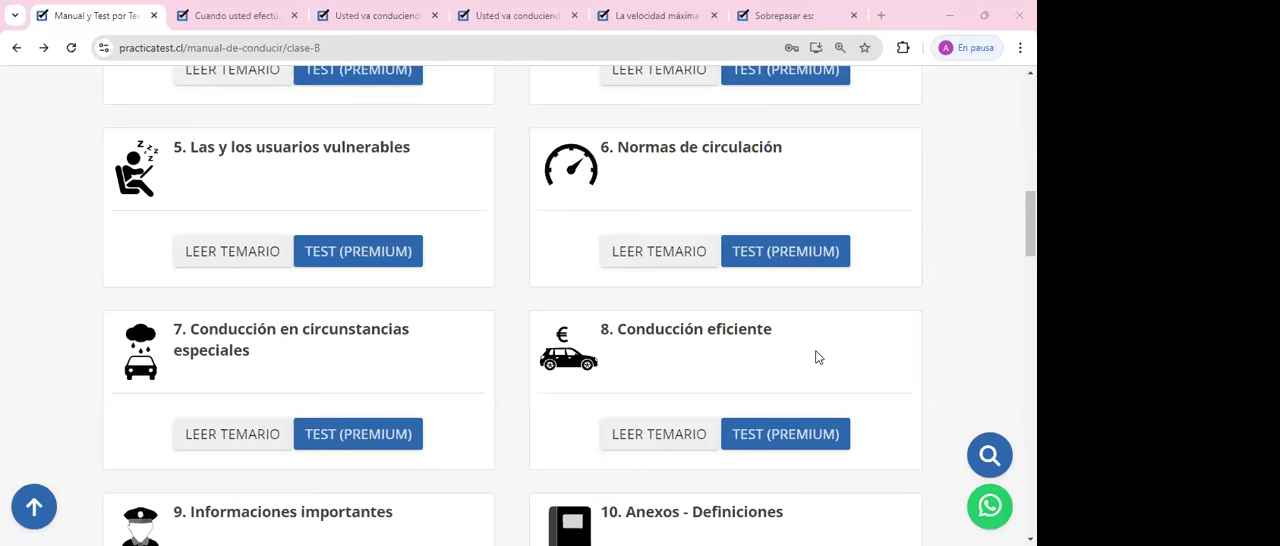 Manual y Test por Ter
Cuando usted efectú
Usted va conduciend
Usted va conduciend
La velocidad máxima
Sobrepasar es:
practicatest.cl/manual-de-conducir/clase-B
A En pausa
LEER TEMARIO TEST (PREMIUM)
LEER TEMARIO TEST (PREMIUM)
5. Las y los usuarios vulnerables
LEER TEMARIO TEST (PREMIUM)
6. Normas de circulación
LEER TEMARIO TEST (PREMIUM)
7. Conducción en circunstancias
especiales
LEER TEMARIO TEST (PREMIUM)
8. Conducción eficiente
€
LEER TEMARIO TEST (PREMIUM)
9. Informaciones importantes
10. Anexos - Definiciones